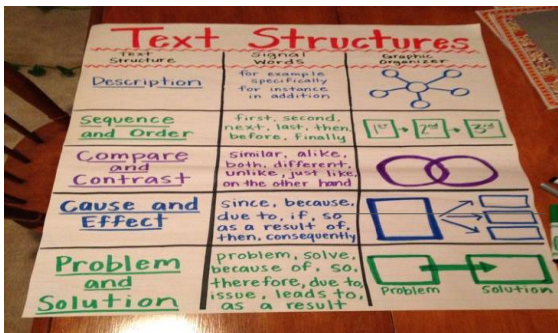 Text Structures
Text Structure
Signal Words
Graphic Organizer
Description
for example
specifically
for instance
in addition
Sequence
and Order
first, second,
next, last, then,
before, finally
1st 2nd 3rd
Compare
and
Contrast
similar, alike,
both, different,
unlike, just like,
on the other hand
Cause and
Effect
since, because,
due to, if, so
as a result of,
then, consequently
Problem
and
Solution
problem, solve,
because of, so,
therefore, due to,
issue, leads to,
as a result
Problem Solution